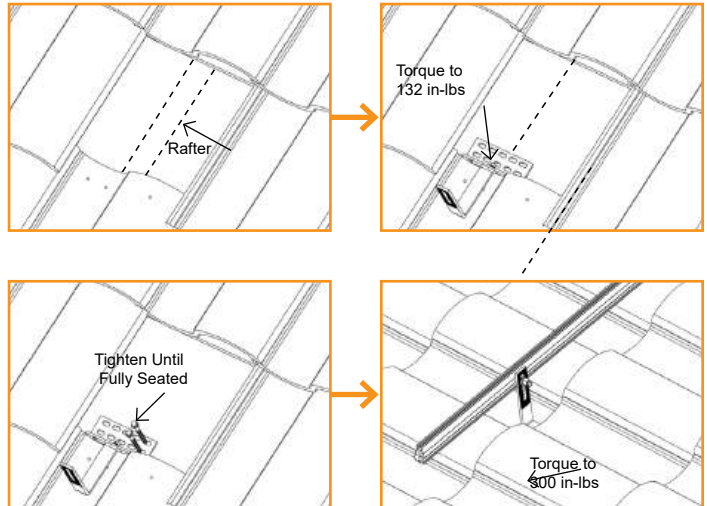 Rafter
Torque to
132 in-lbs
Tighten Until
Fully Seated
Torque to
300 in-lbs